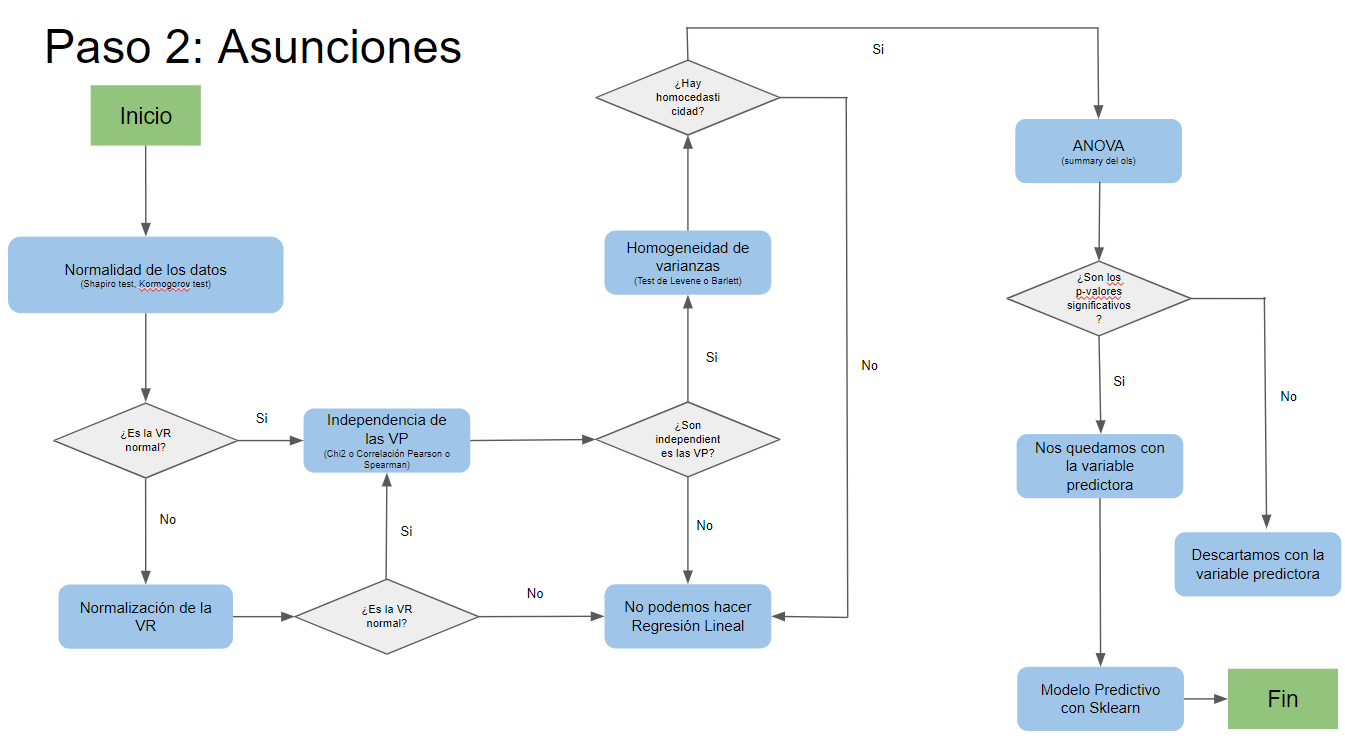 Paso 2: Asunciones
Inicio
Normalidad de los datos
(Shapiro test, Kormogorov test)
¿Es la VR
normal?
Si
No
Normalización de la
VR
¿Es la VR
normal?
Si
No
Independencia de
las VP
(Chi2 o Correlación Pearson o
Spearman)
¿Son
independient
es las VP?
Si
No
No podemos hacer
Regresión Lineal
Homogeneidad de
varianzas
(Test de Levene o Barlett)
¿Hay
homocedasti
cidad?
Si
No
ANOVA
(summary del ols)
¿Son los
p-valores
significativos
?
Si
No
Nos quedamos con
la variable
predictora
Descartamos con la
variable predictora
Modelo Predictivo
con Sklearn
Fin